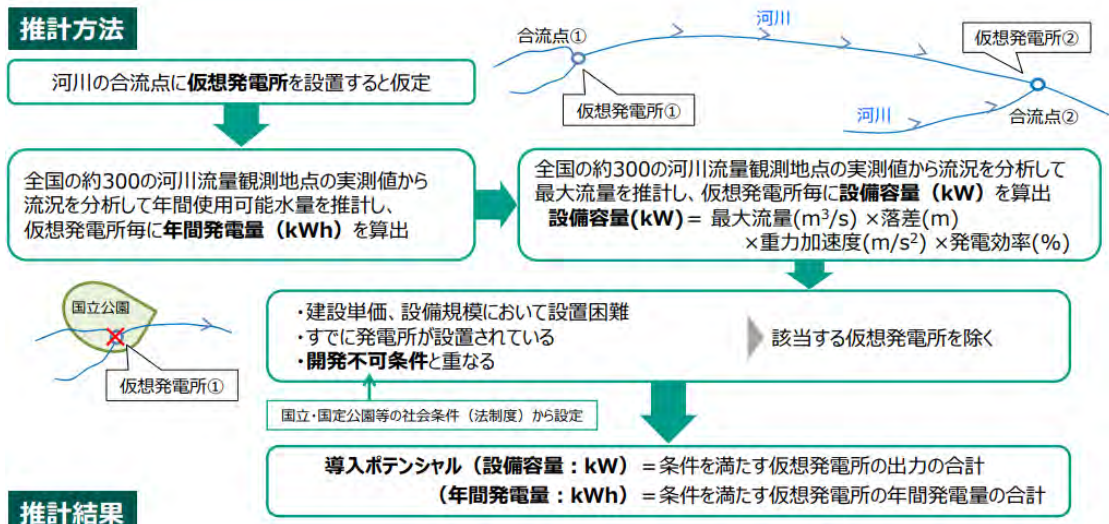 推計方法
河川の合流点に仮想発電所を設置すると仮定
合流点①
河川
仮想発電所②
仮想発電所①
河川
合流点②
全国の約300の河川流量観測地点の実測値から
流況を分析して年間使用可能水量を推計し、
仮想発電所毎に年間発電量（kWh）を算出
全国の約300の河川流量観測地点の実測値から流況を分析して
最大流量を推計し、仮想発電所毎に設備容量（kW）を算出
設備容量(kW)＝ 最大流量(m³/s) ×落差(m)
×重力加速度(m/s²) ×発電効率(%)
国立公園
仮想発電所①
・建設単価、設備規模において設置困難
・すでに発電所が設置されている
・開発不可条件と重なる
該当する仮想発電所を除く
国立・国定公園等の社会条件（法制度）から設定
導入ポテンシャル（設備容量：kW）＝条件を満たす仮想発電所の出力の合計
（年間発電量：kWh）＝条件を満たす仮想発電所の年間発電量の合計
推計結果